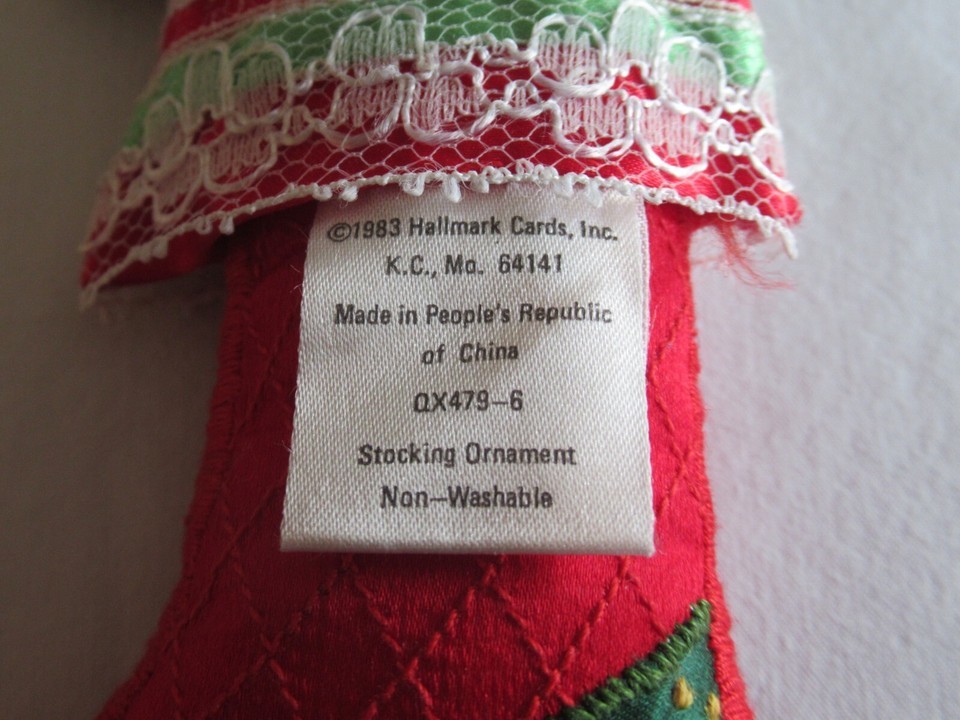 ©1983 Hallmark Cards, Inc.
K.C., Mo. 64141
Made in People's Republic
of China
QX479-6
Stocking Ornament
Non-Washable